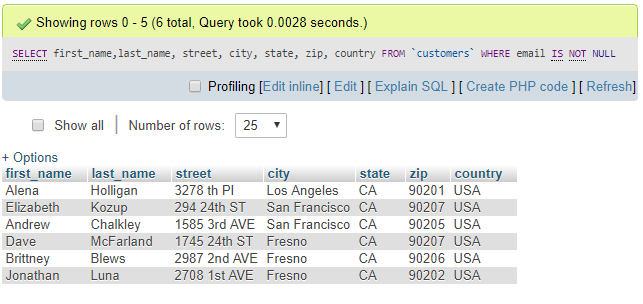 Showing rows 0 - 5 (6 total, Query took 0.0028 seconds.)
SELECT first_name,last_name, street, city, state, zip, country FROM `customers` WHERE email IS NOT NULL
Profiling [Edit inline] [ Edit ] [ Explain SQL ] [ Create PHP code ] [ Refresh]
Show all | Number of rows: 25
+ Options
first_name last_name street city state zip country
Alena Holligan 3278 th Pl Los Angeles CA 90201 USA
Elizabeth Kozup 294 24th ST San Francisco CA 90207 USA
Andrew Chalkley 1585 3rd AVE San Francisco CA 90205 USA
Dave McFarland 1745 24th ST Fresno CA 90207 USA
Brittney Blews 2987 2nd AVE Fresno CA 90206 USA
Jonathan Luna 2708 1st AVE Fresno CA 90202 USA